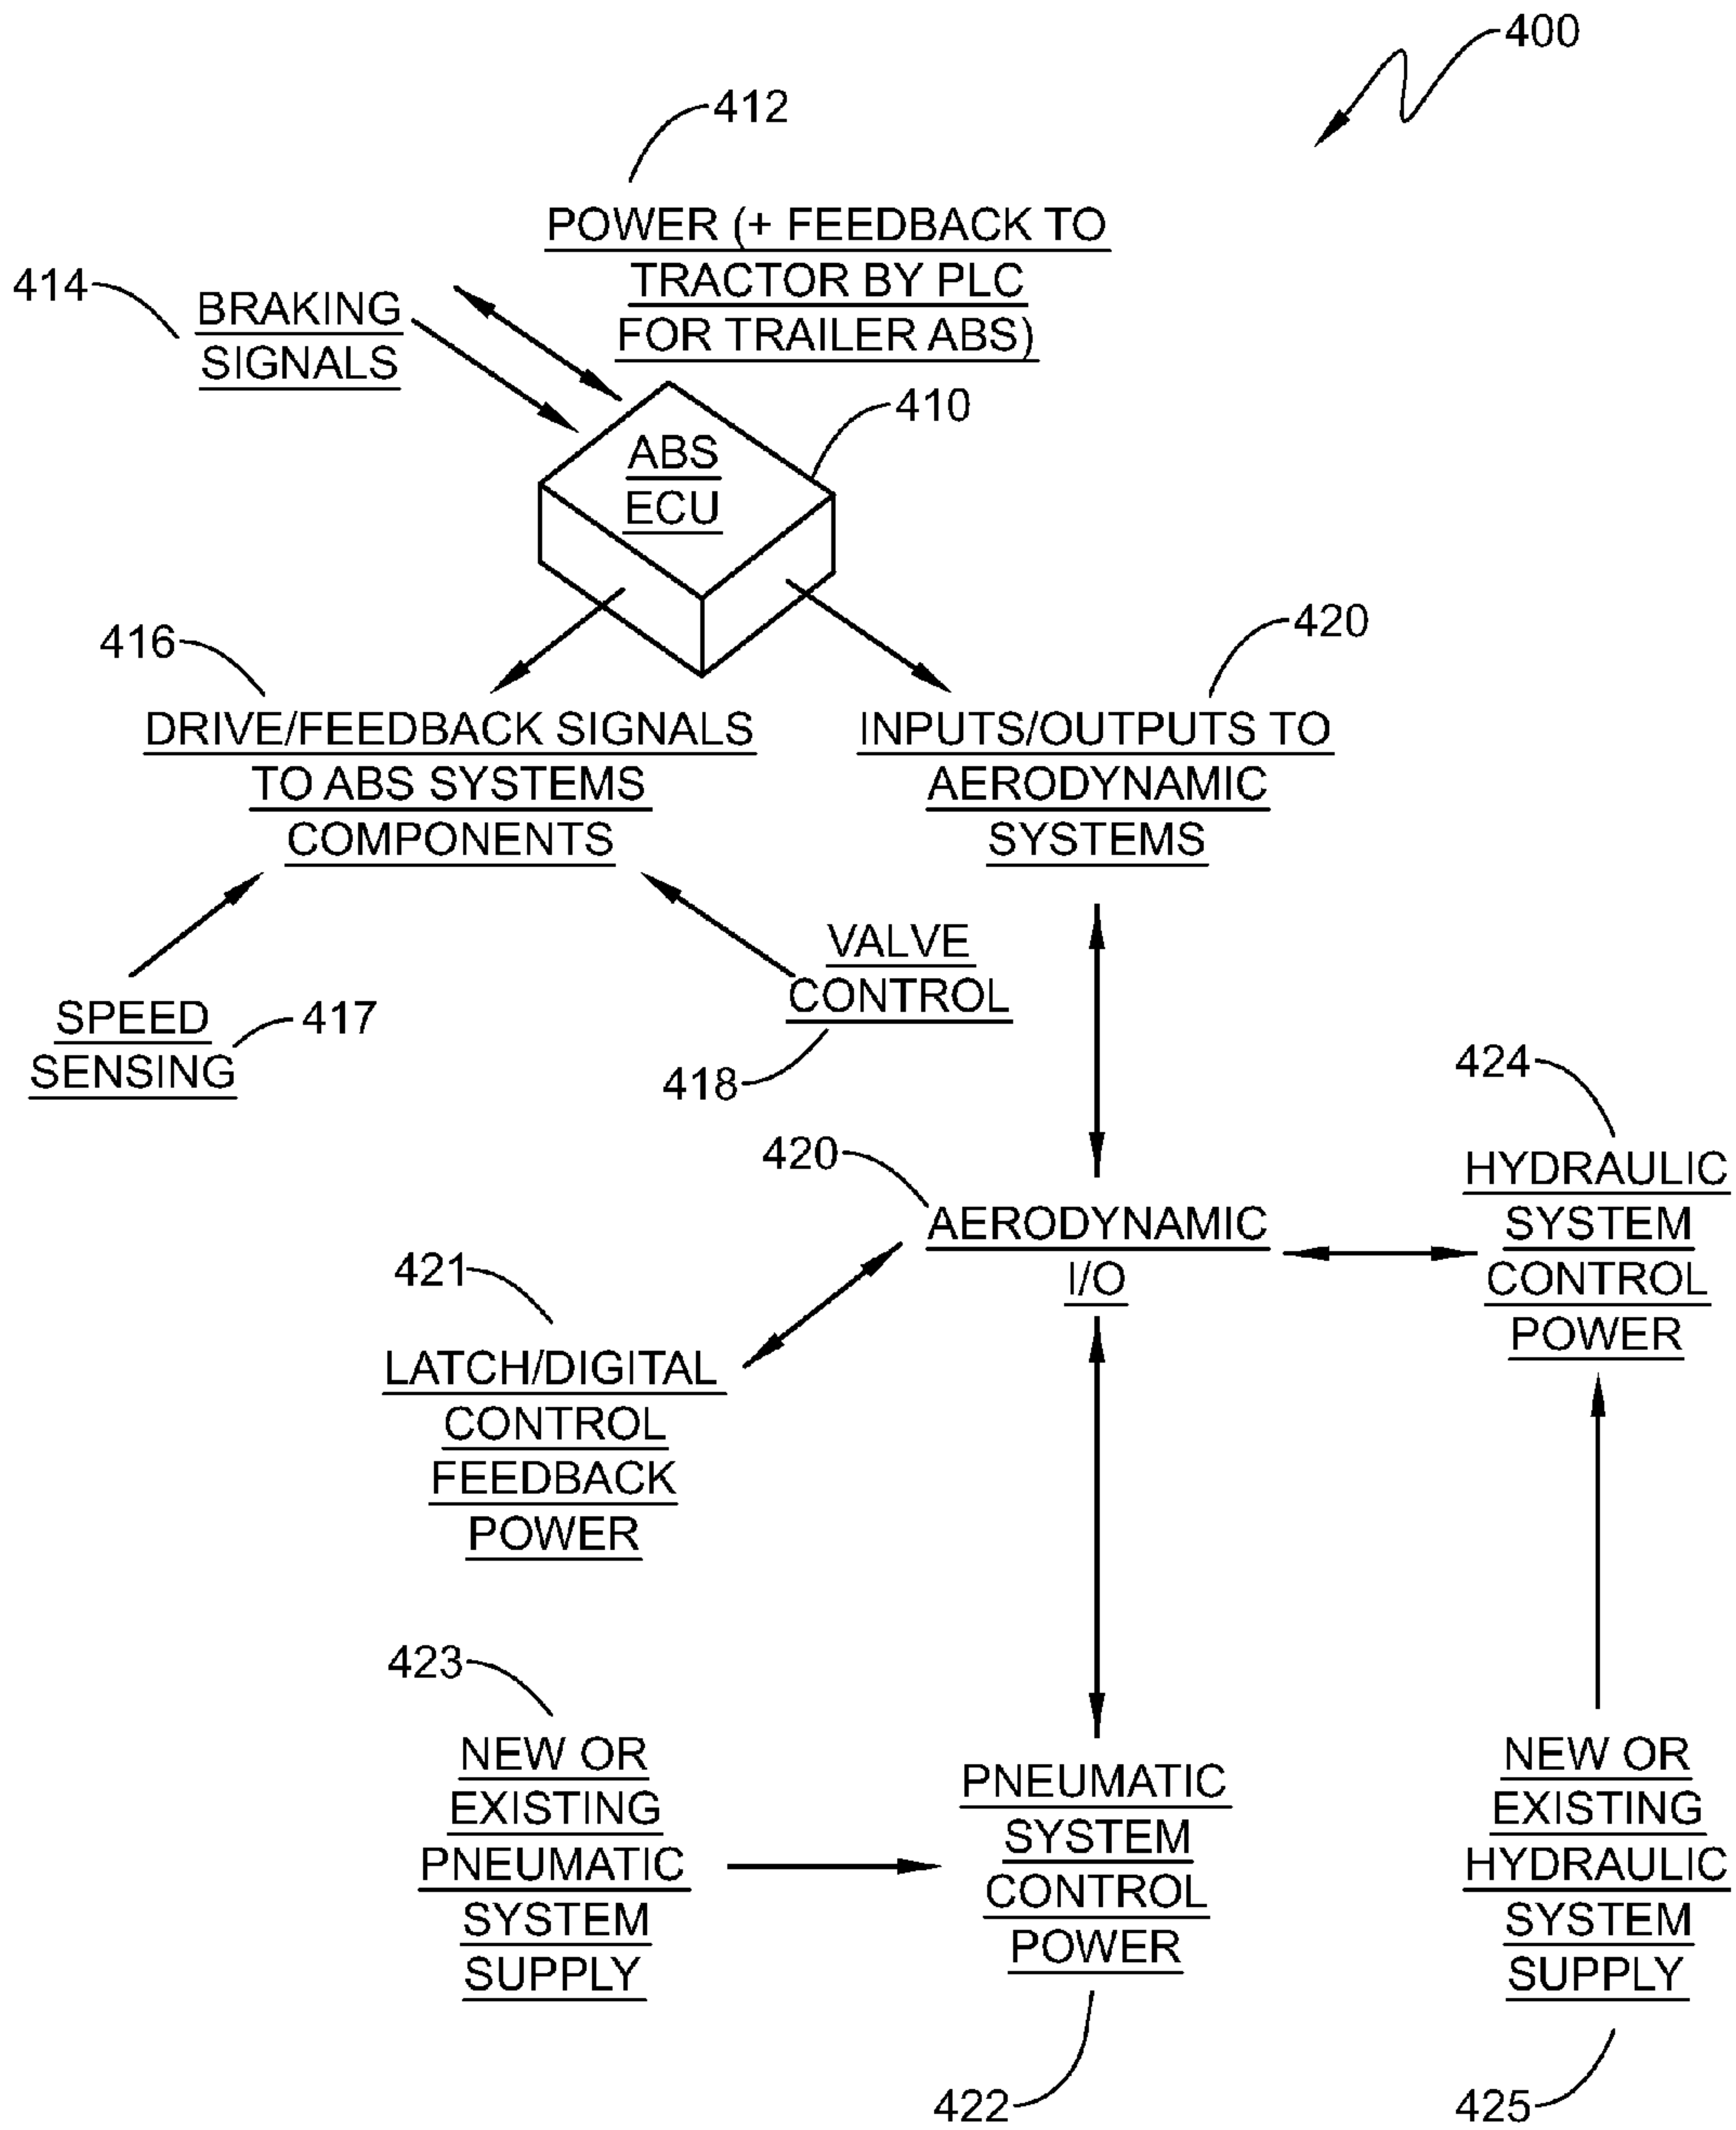 400
412
POWER (+ FEEDBACK TO
TRACTOR BY PLC
FOR TRAILER ABS)
414
BRAKING
SIGNALS
410
ABS
ECU
416
DRIVE/FEEDBACK SIGNALS
TO ABS SYSTEMS
COMPONENTS
420
INPUTS/OUTPUTS TO
AERODYNAMIC
SYSTEMS
SPEED
SENSING
417
VALVE
CONTROL
418
420
AERODYNAMIC
I/O
424
HYDRAULIC
SYSTEM
CONTROL
POWER
421
LATCH/DIGITAL
CONTROL
FEEDBACK
POWER
423
NEW OR
EXISTING
PNEUMATIC
SYSTEM
SUPPLY
PNEUMATIC
SYSTEM
CONTROL
POWER
422
NEW OR
EXISTING
HYDRAULIC
SYSTEM
SUPPLY
425